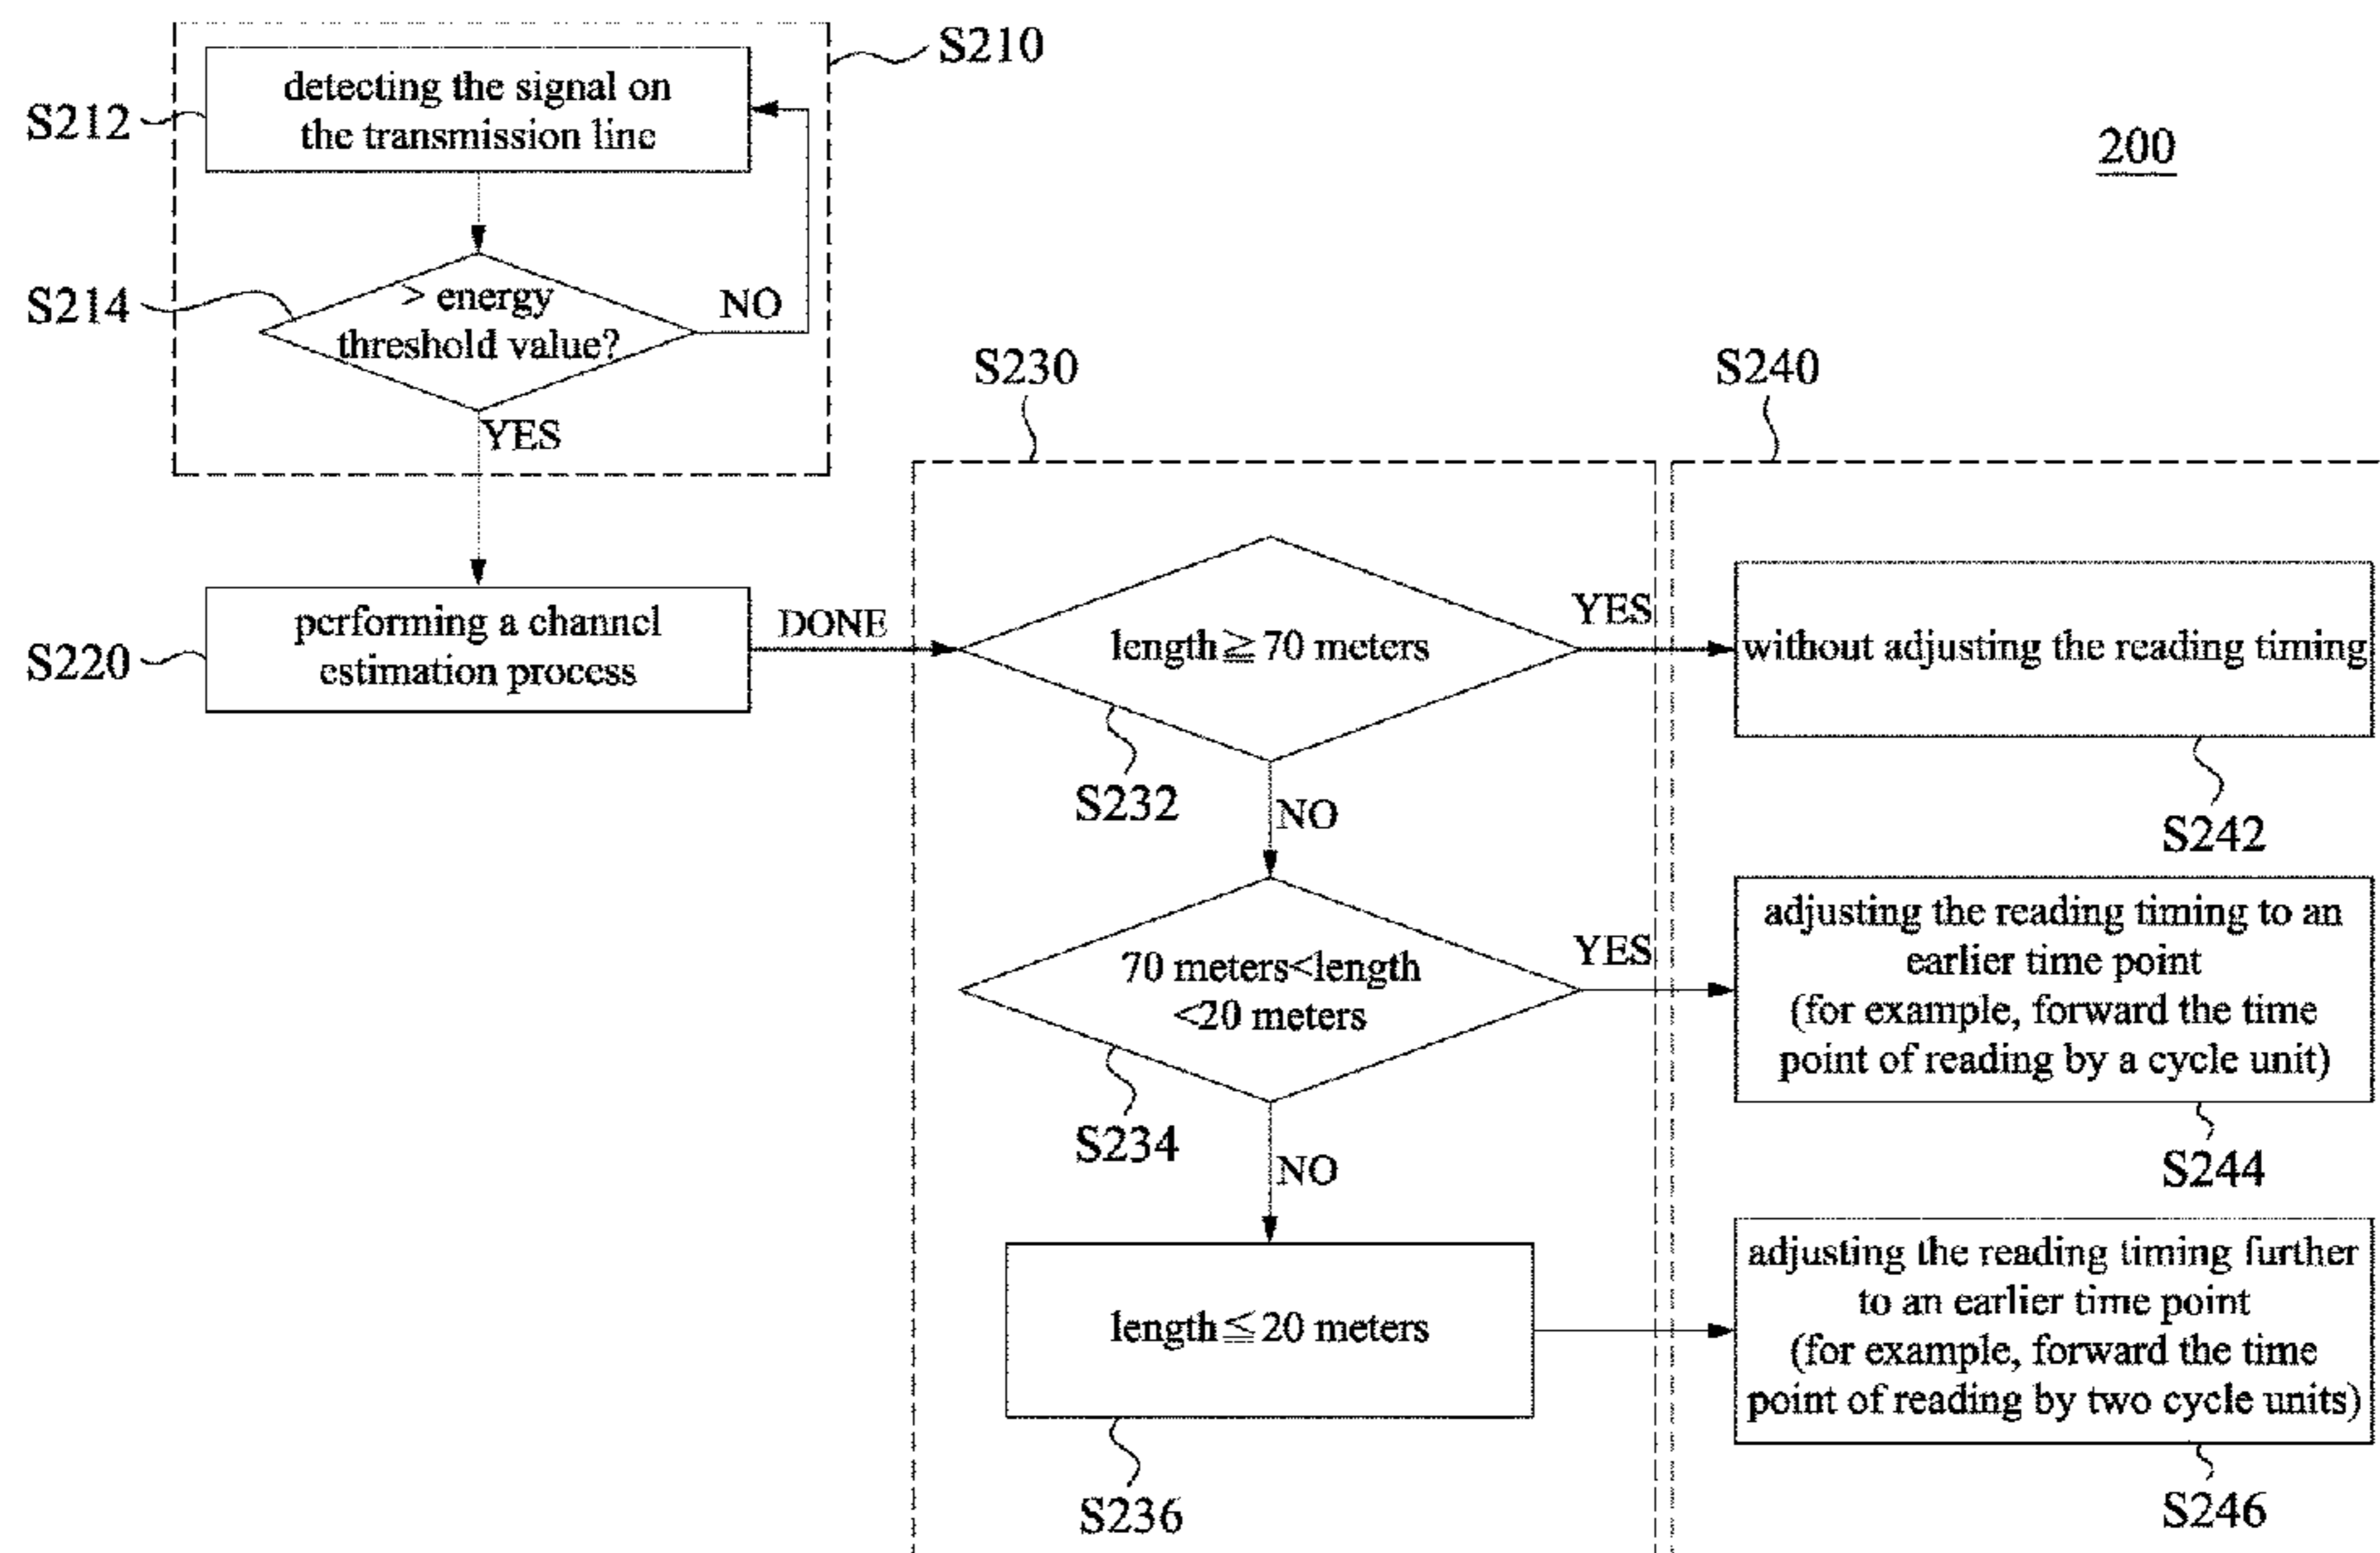 S210
detecting the signal on
the transmission line
S212
200
> energy
threshold value?
S214
NO
YES
S230
S240
performing a channel
estimation process
S220
DONE
length≧70 meters
YES
without adjusting the reading timing
S232
S242
NO
70 meters<length
<20 meters
YES
adjusting the reading timing to an
earlier time point
(for example, forward the time
point of reading by a cycle unit)
S234
S244
NO
length≦20 meters
adjusting the reading timing further
to an earlier time point
(for example, forward the time
point of reading by two cycle units)
S236
S246